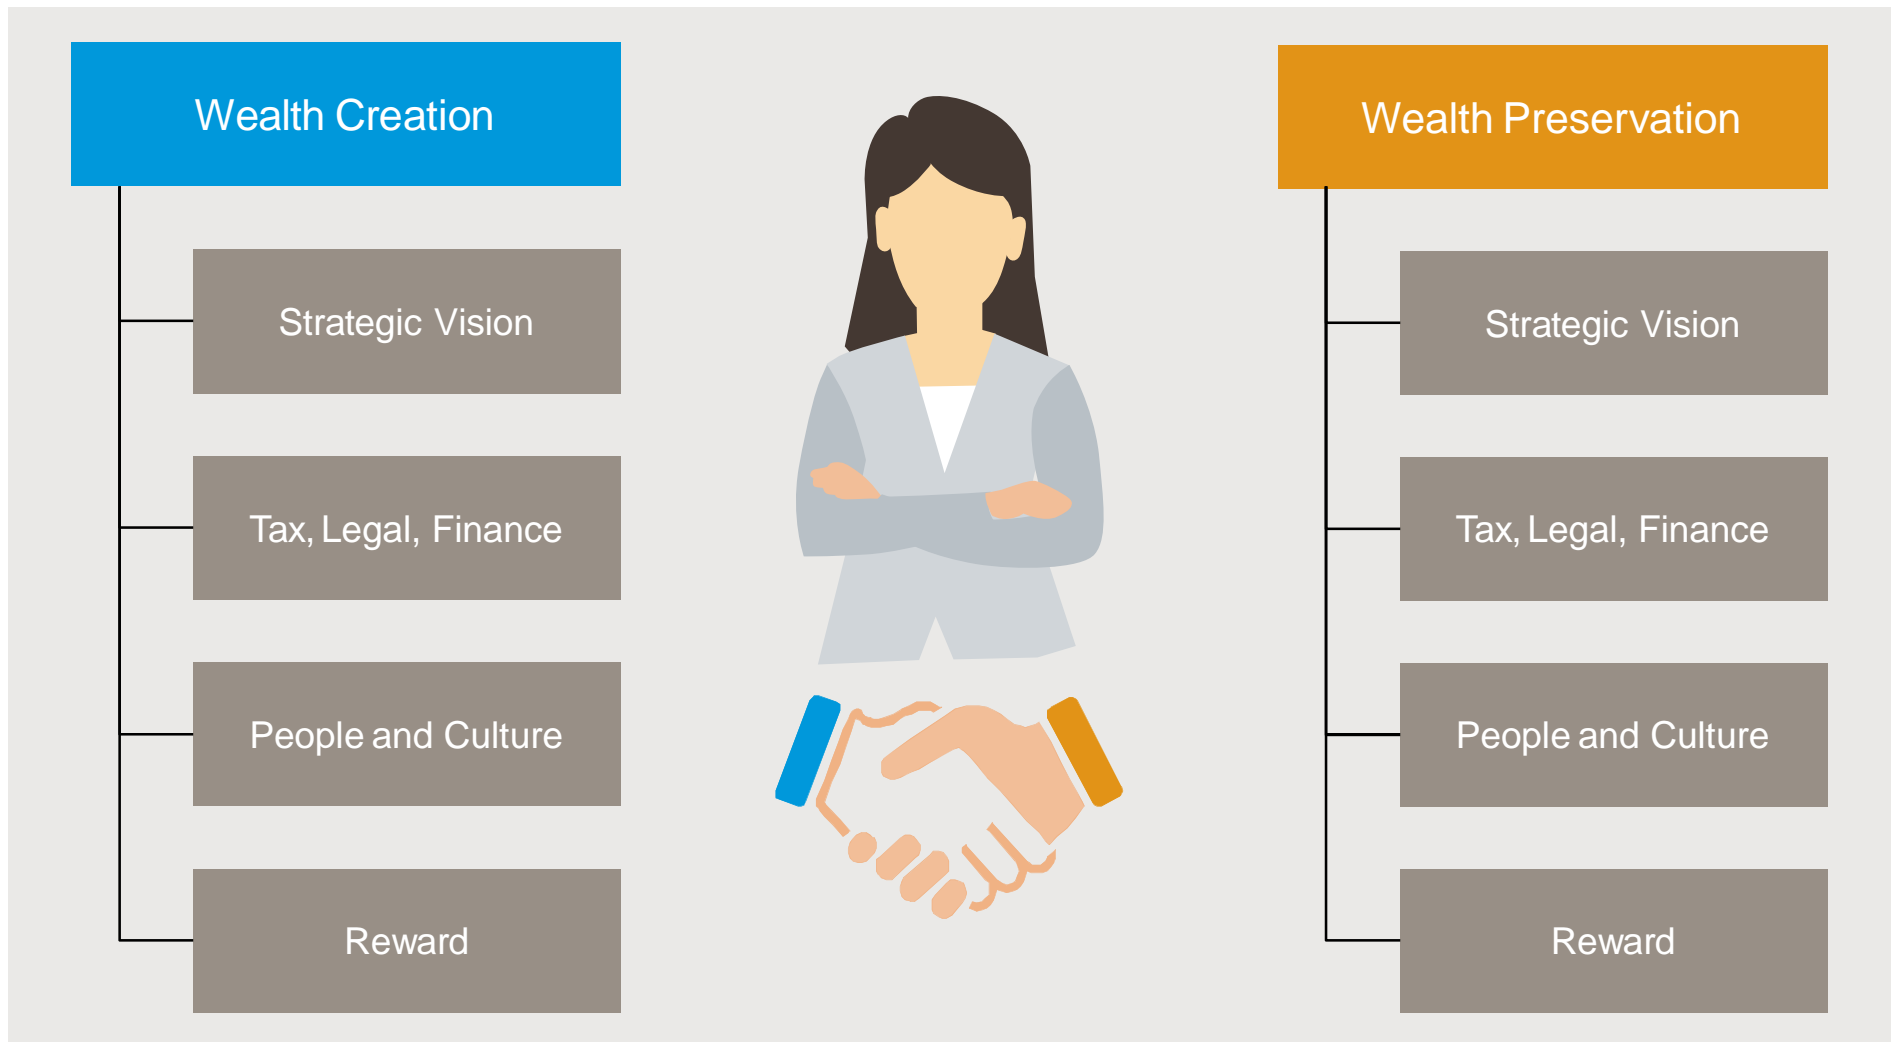 Wealth Creation
Strategic Vision
Tax, Legal, Finance
People and Culture
Reward
Wealth Preservation
Strategic Vision
Tax, Legal, Finance
People and Culture
Reward